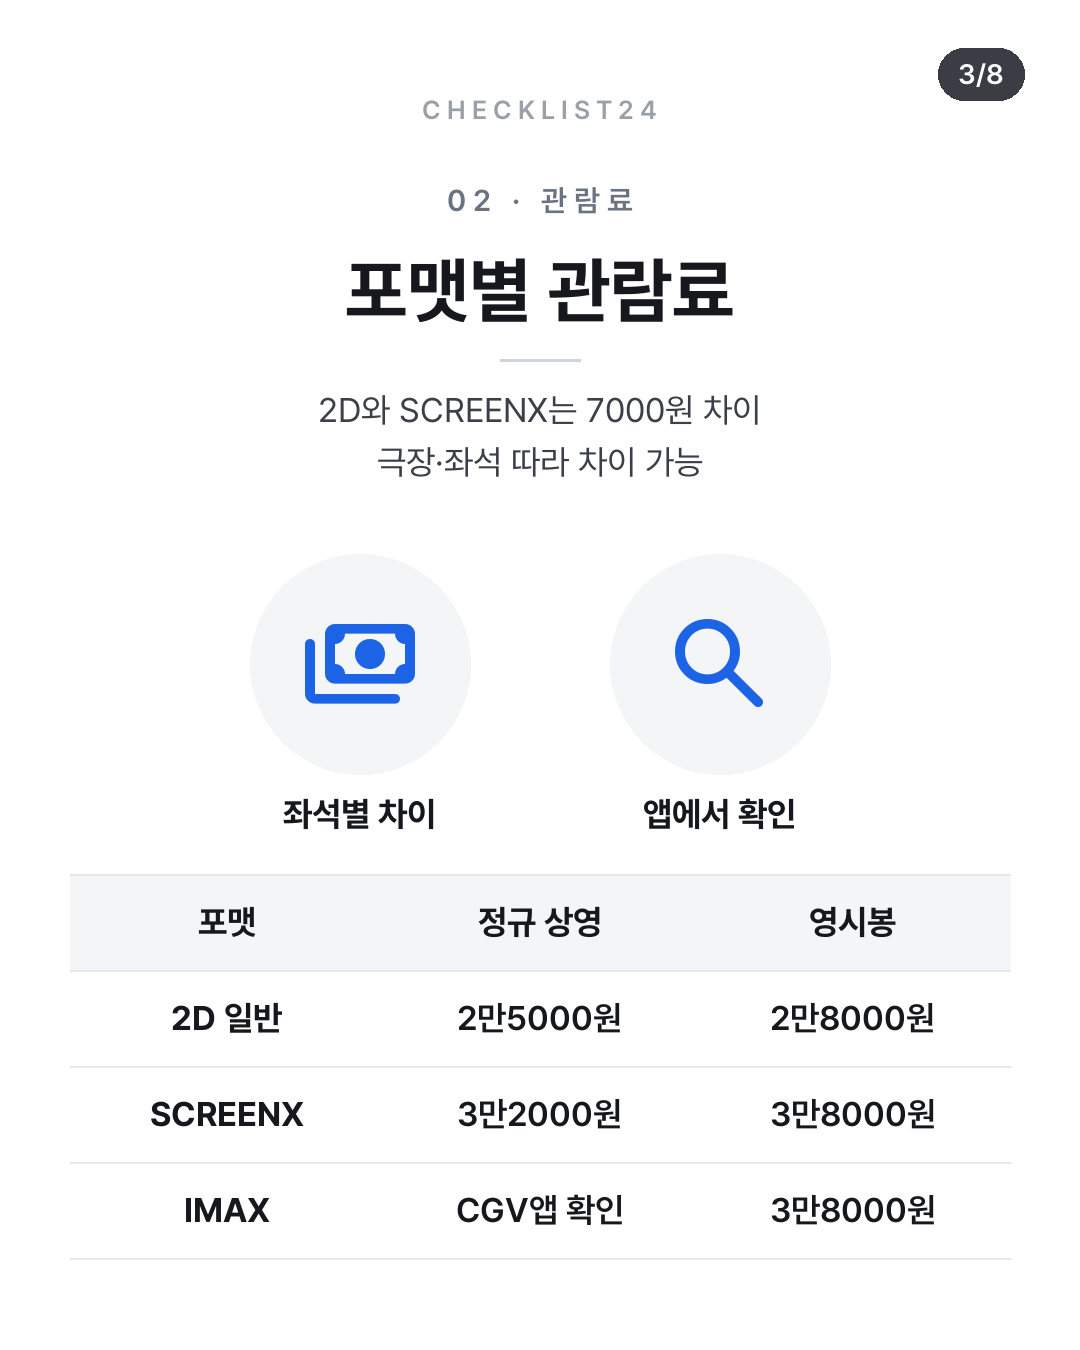 3/8
CHECKLIST24
02 · 관람료
포맷별 관람료
2D와 SCREENX는 7000원 차이
극장·좌석 따라 차이 가능
좌석별 차이 앱에서 확인
포맷 정규 상영 영시봉
2D 일반 2만5000원 2만8000원
SCREENX 3만2000원 3만8000원
IMAX CGV앱 확인 3만8000원